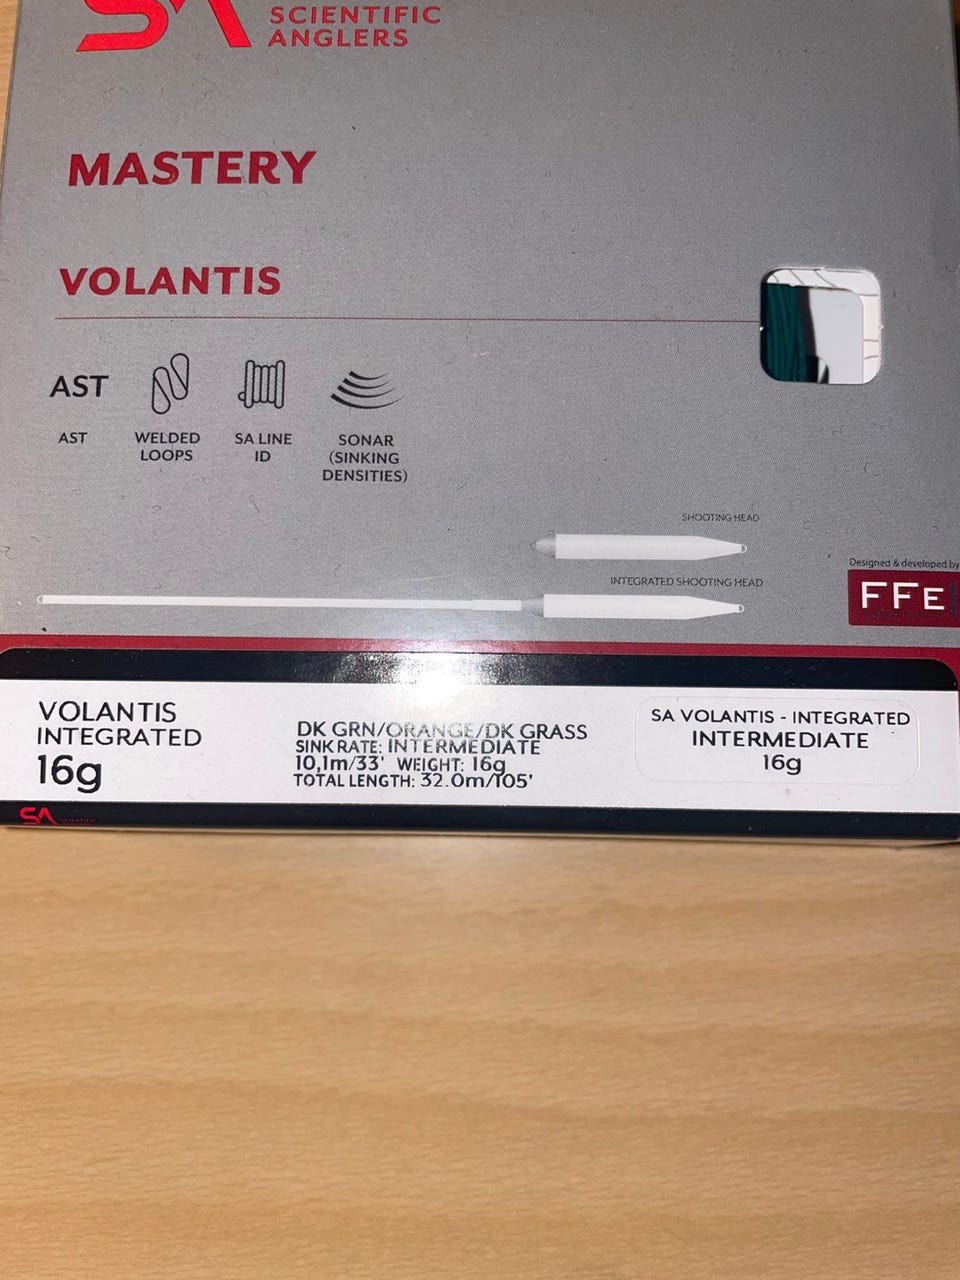 SA SCIENTIFIC
ANGLERS
MASTERY
VOLANTIS
AST
AST
WELDED
LOOPS
SA LINE
ID
SONAR
(SINKING
DENSITIES)
SHOOTING HEAD
INTEGRATED SHOOTING HEAD
Designed & developed by
FFE
VOLANTIS
INTEGRATED
16g
DK GRN/ORANGE/DK GRASS
SINK RATE: INTERMEDIATE
10,1m/33' WEIGHT: 16g
TOTAL LENGTH: 32.0m/105'
SA VOLANTIS - INTEGRATED
INTERMEDIATE
16g
SA SCIENTIFIC
ANGLERS